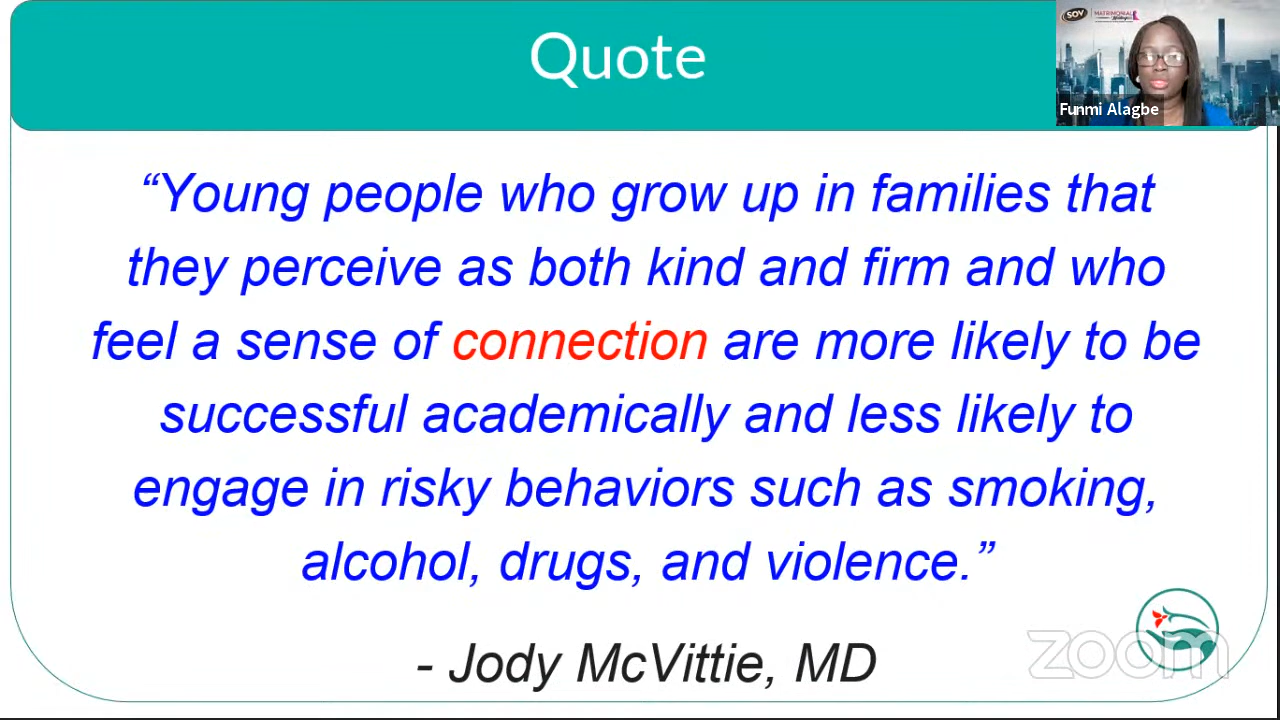 Quote
SOV
MATRIMONIAL
Funmi Alagbe
“Young people who grow up in families that
they perceive as both kind and firm and who
feel a sense of connection are more likely to be
successful academically and less likely to
engage in risky behaviors such as smoking,
alcohol, drugs, and violence.”
- Jody McVittie, MD
zoom